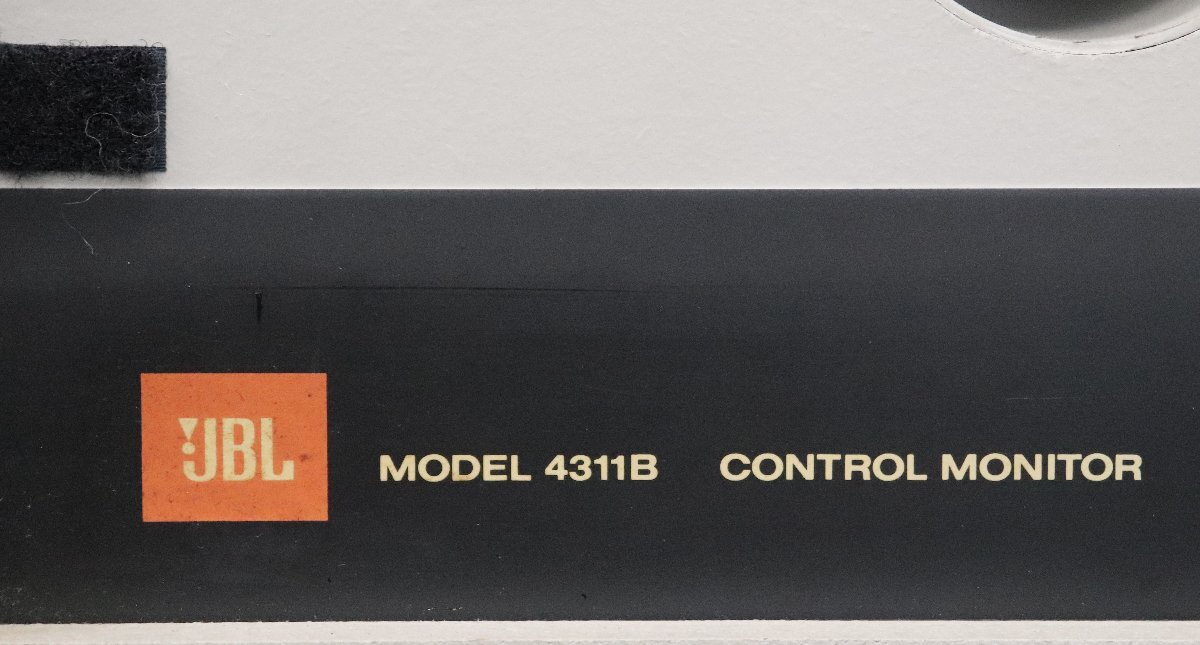 JBL MODEL 4311B CONTROL MONITOR